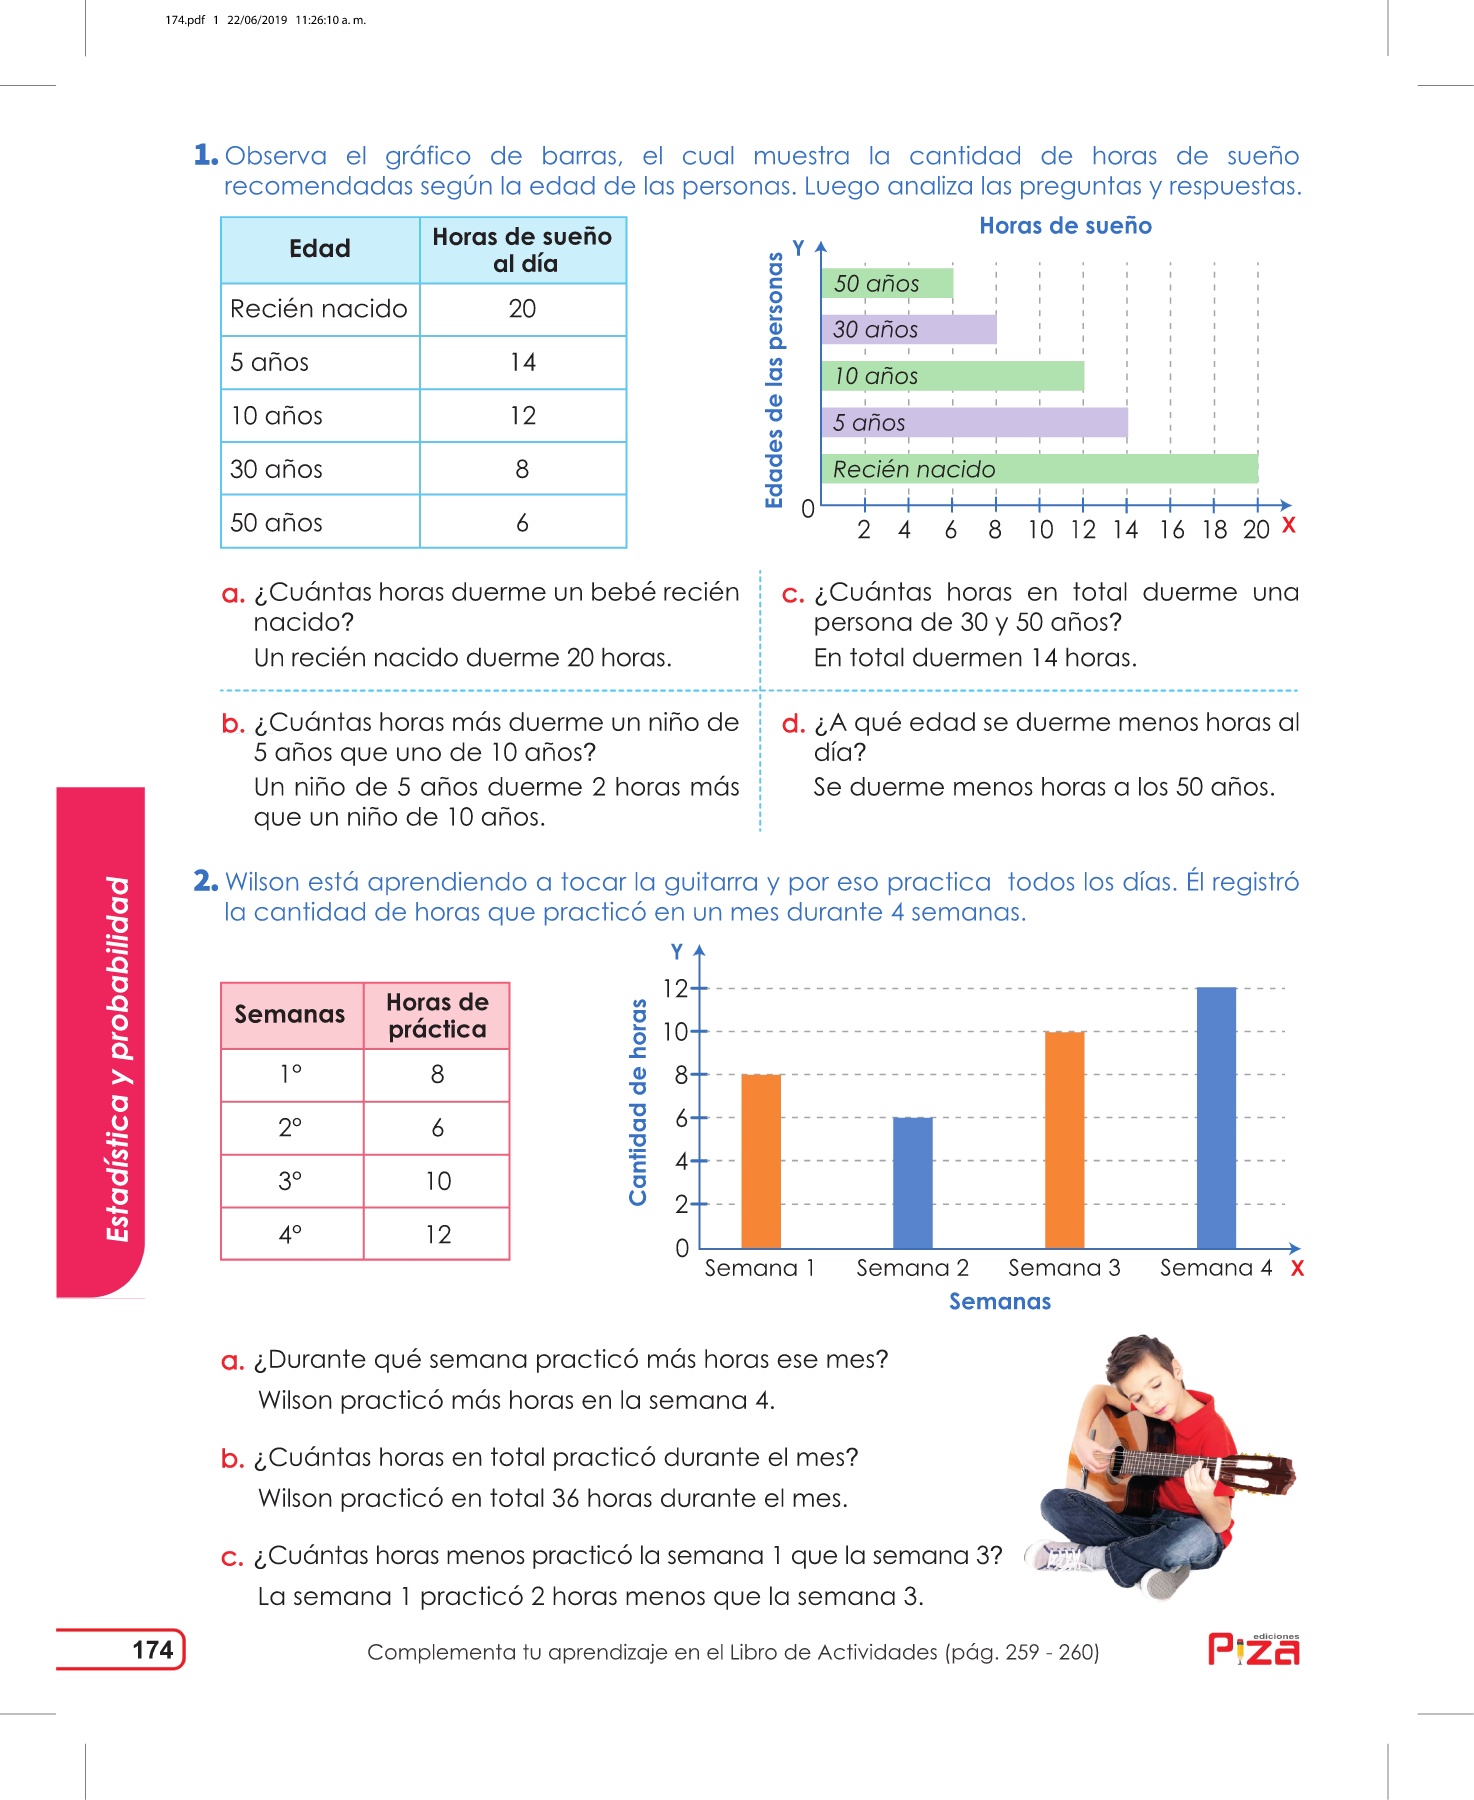 174.pdf 1 22/06/2019 11:26:10 a. m.
1. Observa el gráfico de barras, el cual muestra la cantidad de horas de sueño
recomendadas según la edad de las personas. Luego analiza las preguntas y respuestas.
Edad
Horas de sueño
al día
Recién nacido 20
5 años 14
10 años 12
30 años 8
50 años 6
Horas de sueño
Y
Edades de las personas
50 años
30 años
10 años
5 años
Recién nacido
0
2 4 6 8 10 12 14 16 18 20 X
a. ¿Cuántas horas duerme un bebé recién
nacido?
Un recién nacido duerme 20 horas.
b. ¿Cuántas horas más duerme un niño de
5 años que uno de 10 años?
Un niño de 5 años duerme 2 horas más
que un niño de 10 años.
c. ¿Cuántas horas en total duerme una
persona de 30 y 50 años?
En total duermen 14 horas.
d. ¿A qué edad se duerme menos horas al
día?
Se duerme menos horas a los 50 años.
Estadística y probabilidad
2. Wilson está aprendiendo a tocar la guitarra y por eso practica todos los días. Él registró
la cantidad de horas que practicó en un mes durante 4 semanas.
Semanas
Horas de
práctica
1º 8
2º 6
3º 10
4º 12
Y
Cantidad de horas
12
10
8
6
4
2
0
Semana 1 Semana 2 Semana 3 Semana 4 X
Semanas
a. ¿Durante qué semana practicó más horas ese mes?
Wilson practicó más horas en la semana 4.
b. ¿Cuántas horas en total practicó durante el mes?
Wilson practicó en total 36 horas durante el mes.
c. ¿Cuántas horas menos practicó la semana 1 que la semana 3?
La semana 1 practicó 2 horas menos que la semana 3.
174
Complementa tu aprendizaje en el Libro de Actividades (pág. 259 - 260)
ediciones
Piza